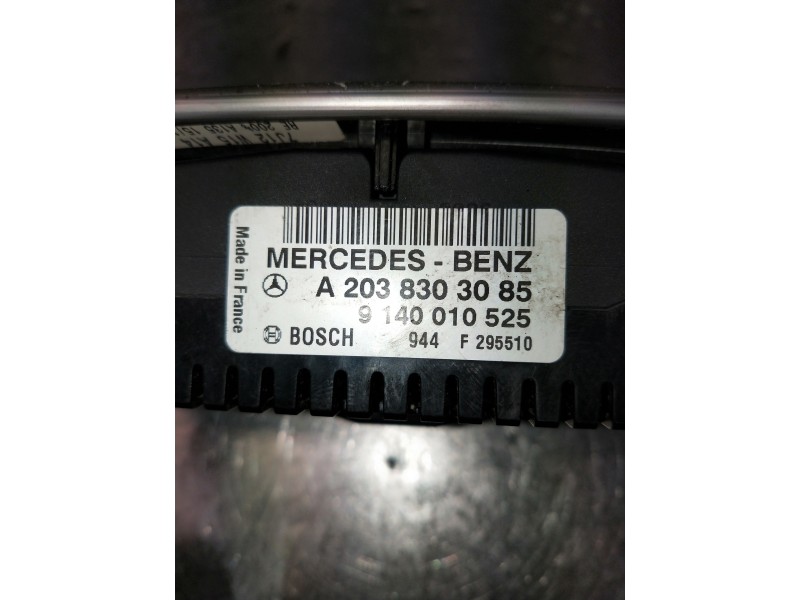 MERCEDES - BENZ
A 203 830 30 85
9 140 010 525
BOSCH 944 F 295510
Made in France